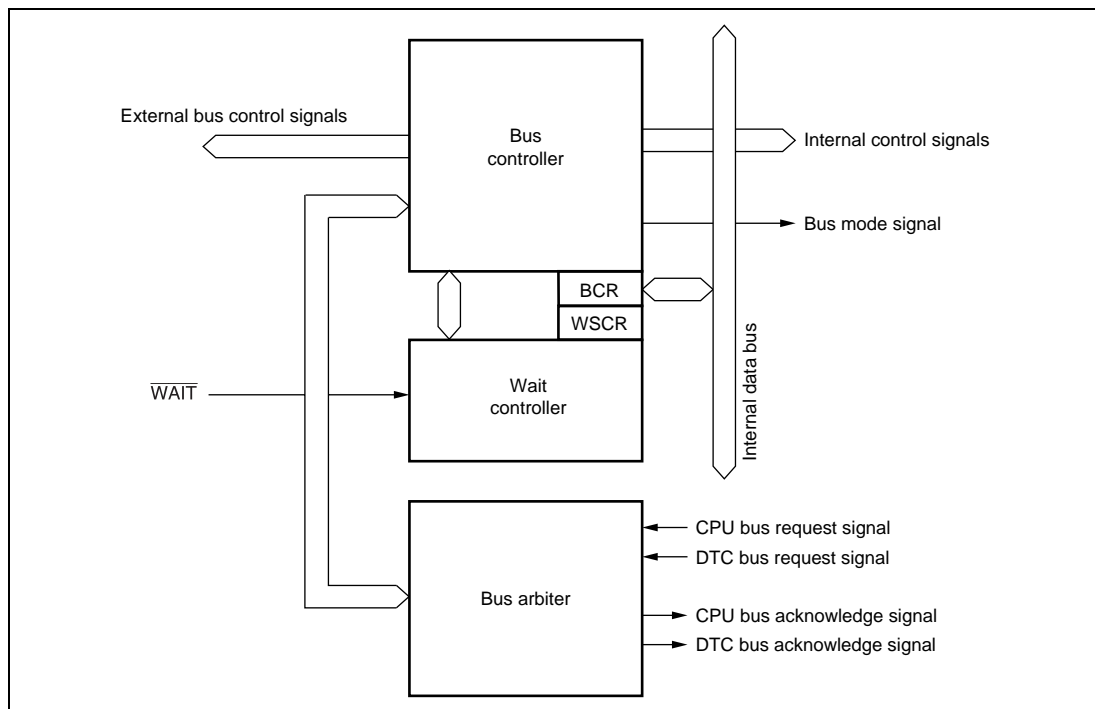 External bus control signals
Bus
controller
Internal control signals
Bus mode signal
BCR
WSCR
Internal data bus
WAIT
Wait
controller
Bus arbiter
CPU bus request signal
DTC bus request signal
CPU bus acknowledge signal
DTC bus acknowledge signal